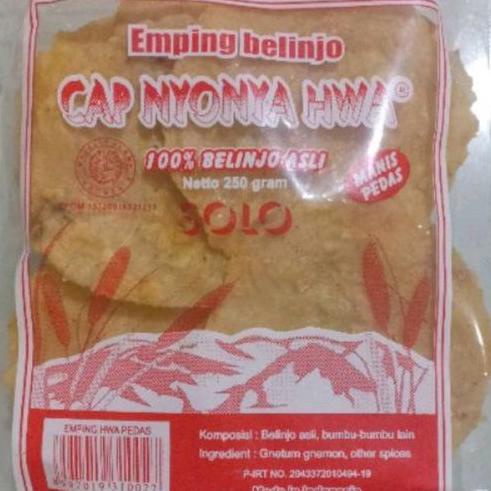 Emping belinjo
CAP NYONYA HWA®
100% BELINJO ASLI
Netto 250 gram
MANIS
PEDAS
SOLO
EMPING HWA PEDAS
Komposisi : Belinjo asli, bumbu-bumbu lain
Ingredient : Gnetum gnemon, other spices
P-IRT NO. 2043372010494-19